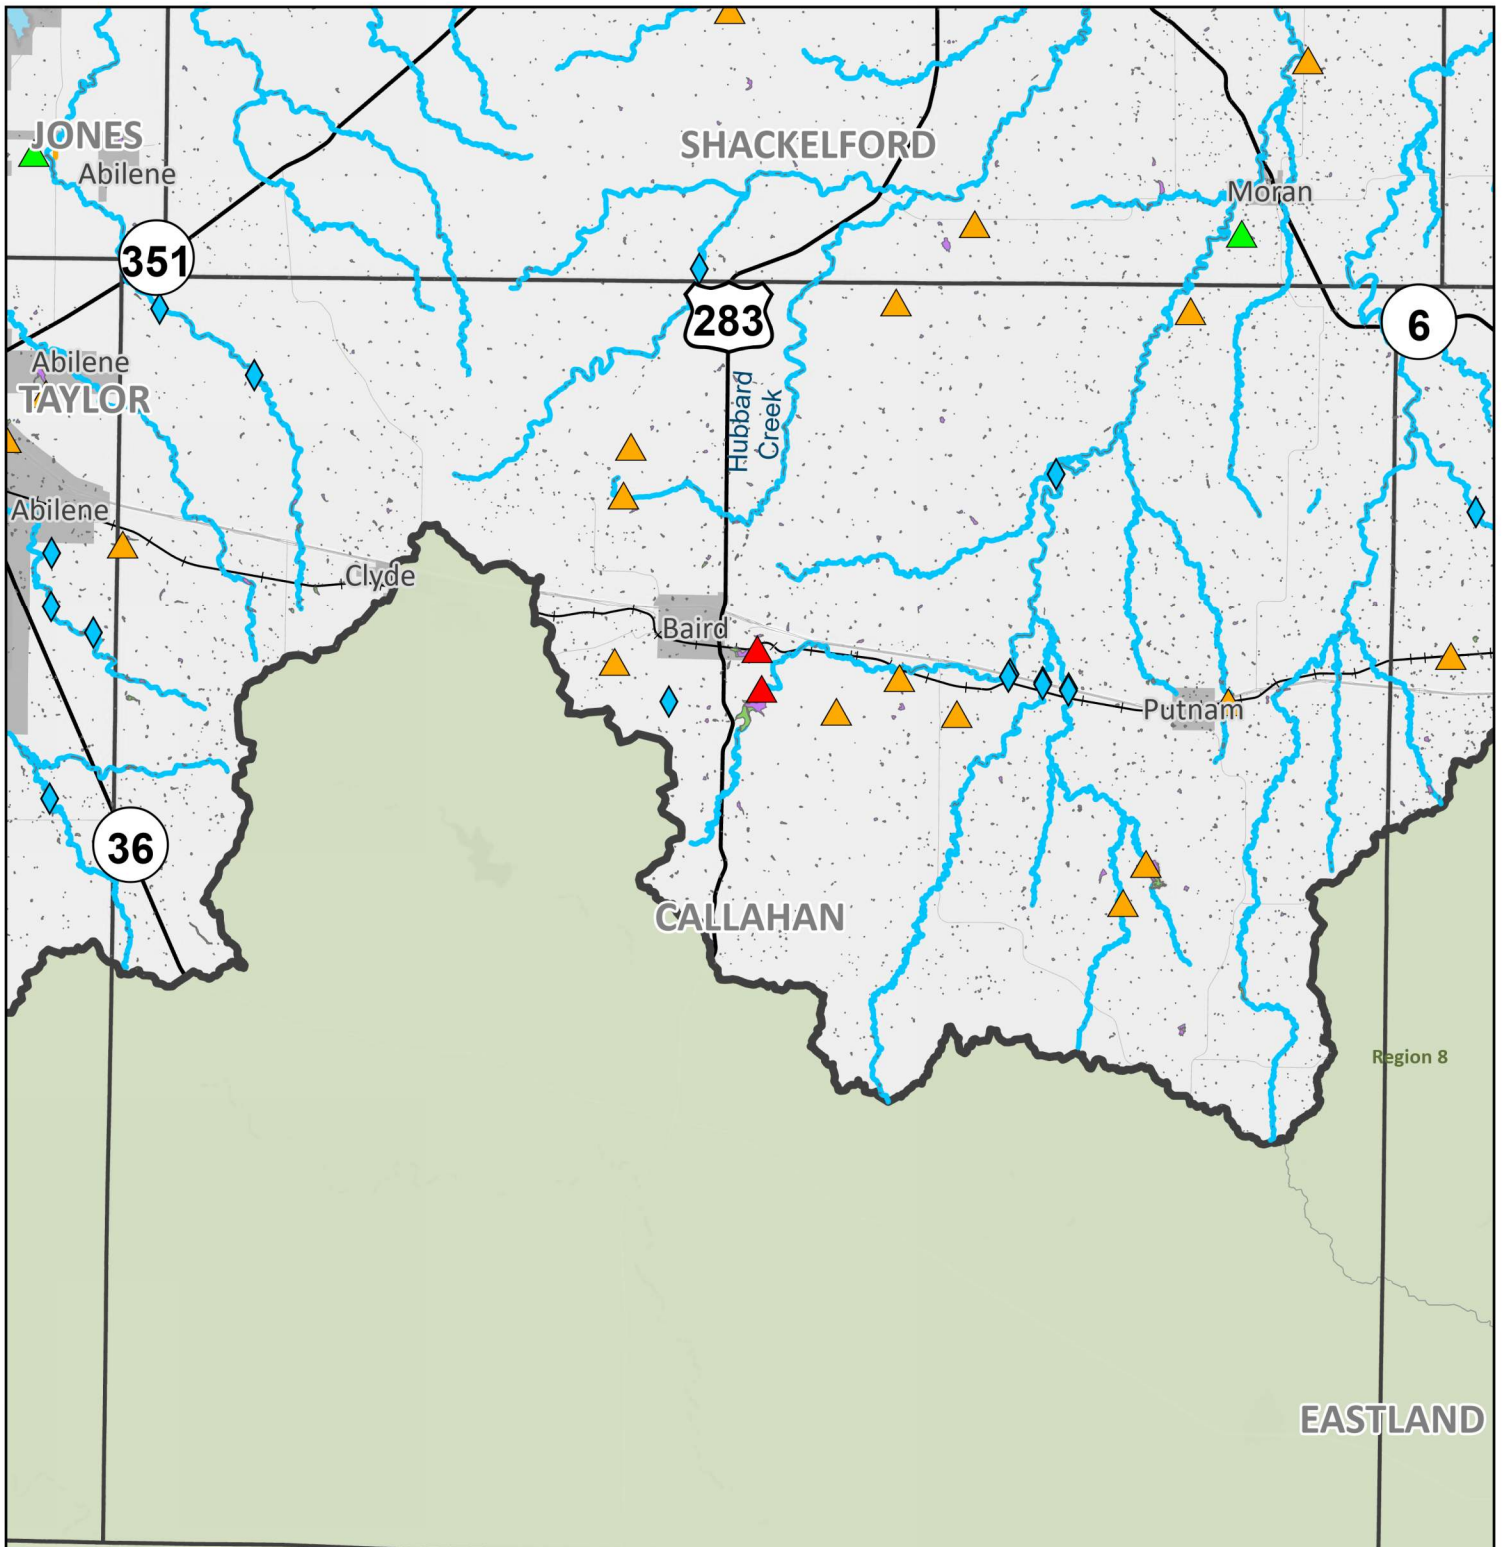 JONES
Abilene
SHACKELFORD
Moran
351
283
6
Abilene
TAYLOR
Hubbard
Creek
Abilene
Clyde
Baird
Putnam
36
CALLAHAN
Region 8
EASTLAND